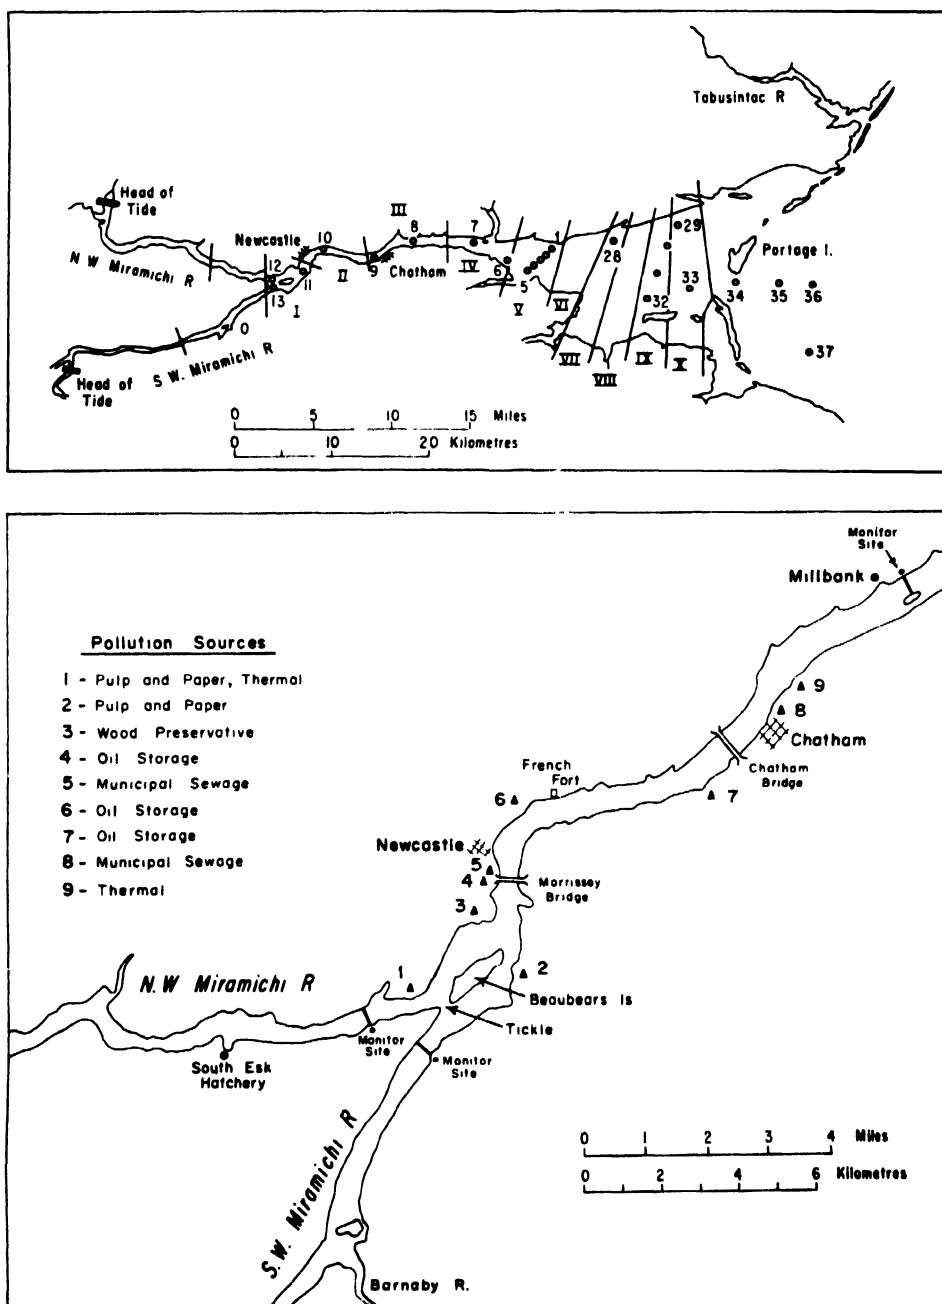 Tabusintac R
Head of
Tide
III
8
7
1
29
10
Newcastle
N W Miramichi R
12
II
9
Chatham
IV
6
28
Portage I.
11
5
33
34
35
36
13
I
V
VI
32
O
37
S W. Miramichi R
VII
IX
X
VIII
Head of
Tide
0 5 10 15 Miles
0 10 20 Kilometres
Monitor
Site
Millbank
Pollution Sources
1 - Pulp and Paper, Thermal
2 - Pulp and Paper
3 - Wood Preservative
4 - Oil Storage
5 - Municipal Sewage
6 - Oil Storage
7 - Oil Storage
8 - Municipal Sewage
9 - Thermal
9
8
Chatham
Chatham
Bridge
French
Fort
6
7
Newcastle
5
4
Morrissey
Bridge
3
N.W Miramichi R
1
2
Beaubears Is
Tickle
Monitor
Site
Monitor
Site
South Esk
Hatchery
S.W. Miramichi R
0 1 2 3 4 Miles
0 2 4 6 Kilometres
Barnaby R.